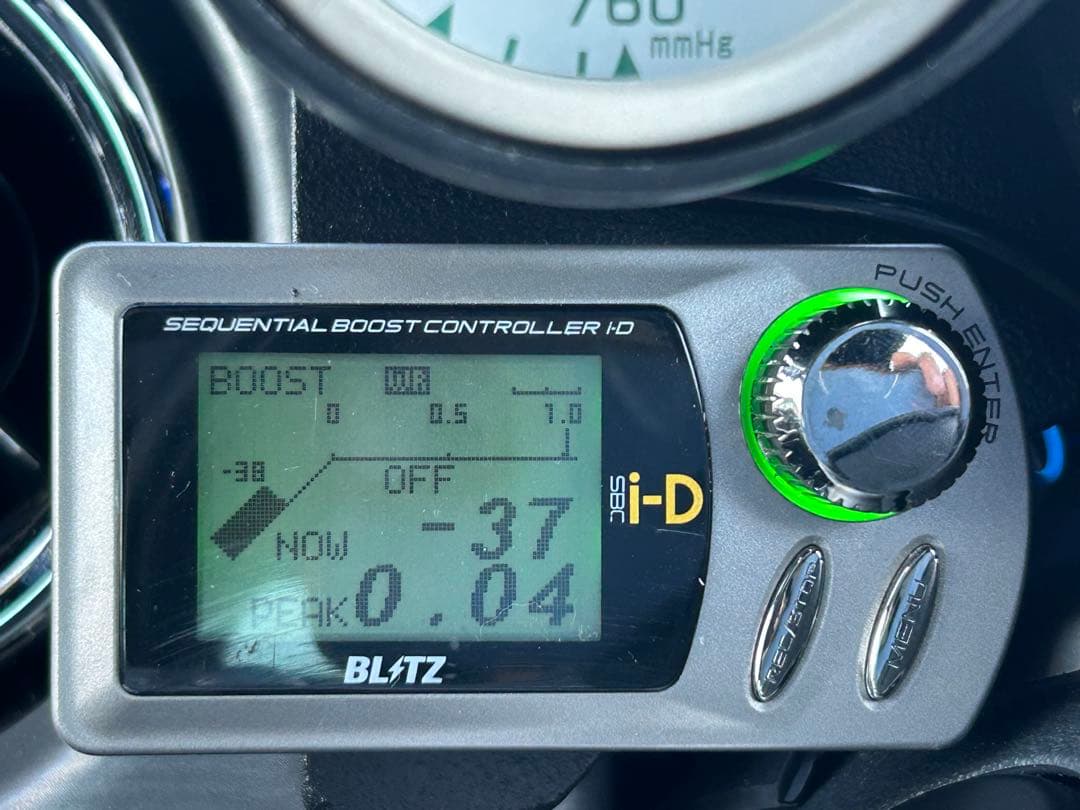 760
mmHg
PUSH ENTER
SEQUENTIAL BOOST CONTROLLER i-D
BOOST
0 0.5 1.0
-38
OFF
NOW -37
PEAK 0.04
SBC i-D
BLITZ
REC/STOP
MENU